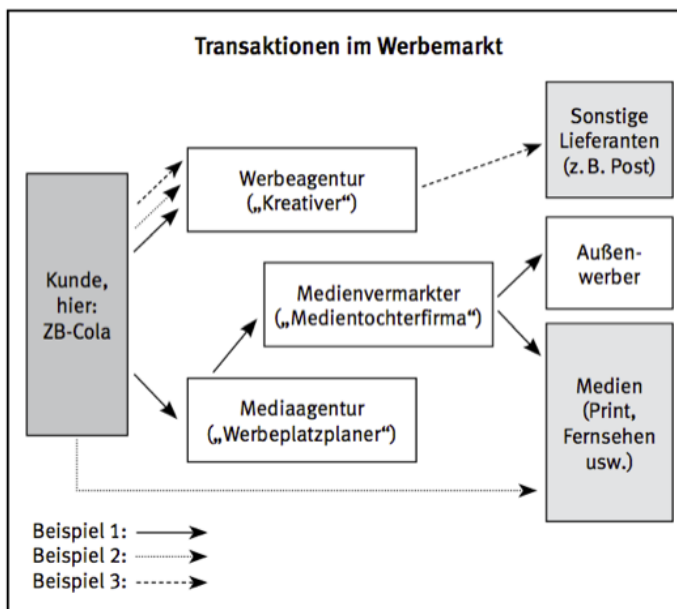 Transaktionen im Werbemarkt
Sonstige
Lieferanten
(z. B. Post)
Werbeagentur
(„Kreativer“)
Außen-
werber
Kunde,
hier:
ZB-Cola
Medienvermarkter
(„Medientochterfirma“)
Mediaagentur
(„Werbeplatzplaner“)
Medien
(Print,
Fernsehen
usw.)
Beispiel 1:
Beispiel 2:
Beispiel 3: